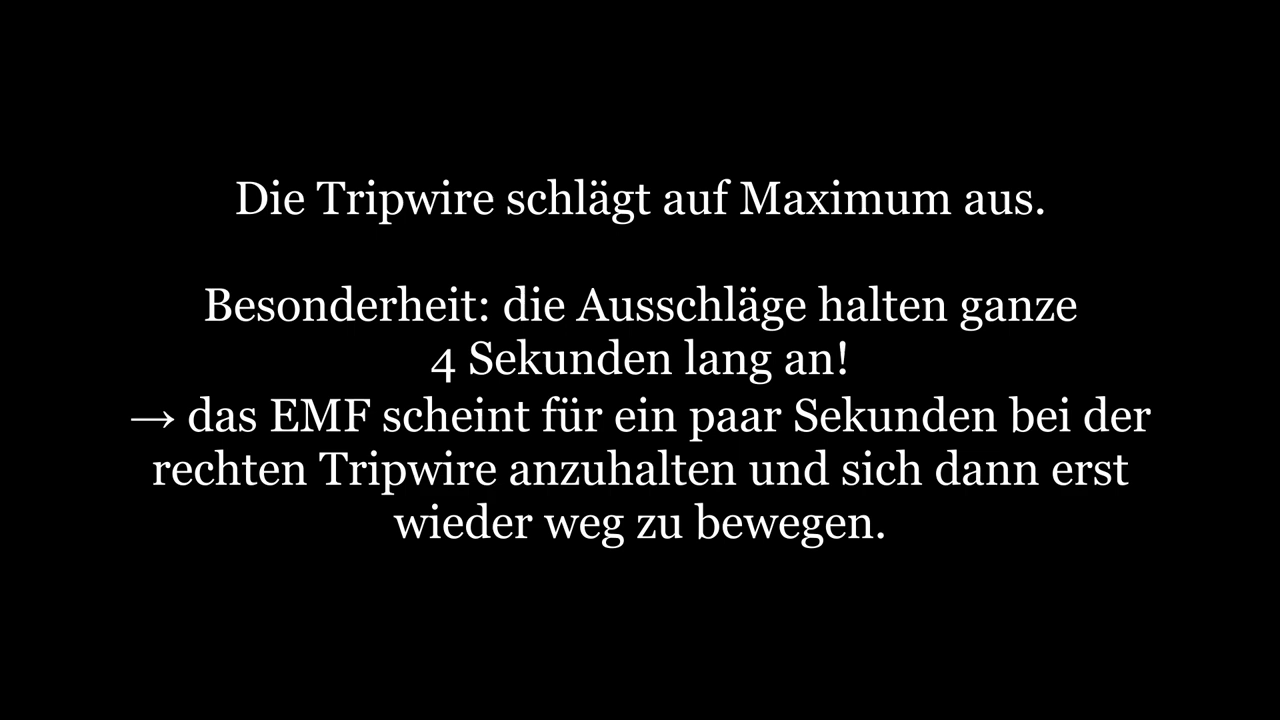 Die Tripwire schlägt auf Maximum aus.
Besonderheit: die Ausschläge halten ganze
4 Sekunden lang an!
→ das EMF scheint für ein paar Sekunden bei der
rechten Tripwire anzuhalten und sich dann erst
wieder weg zu bewegen.